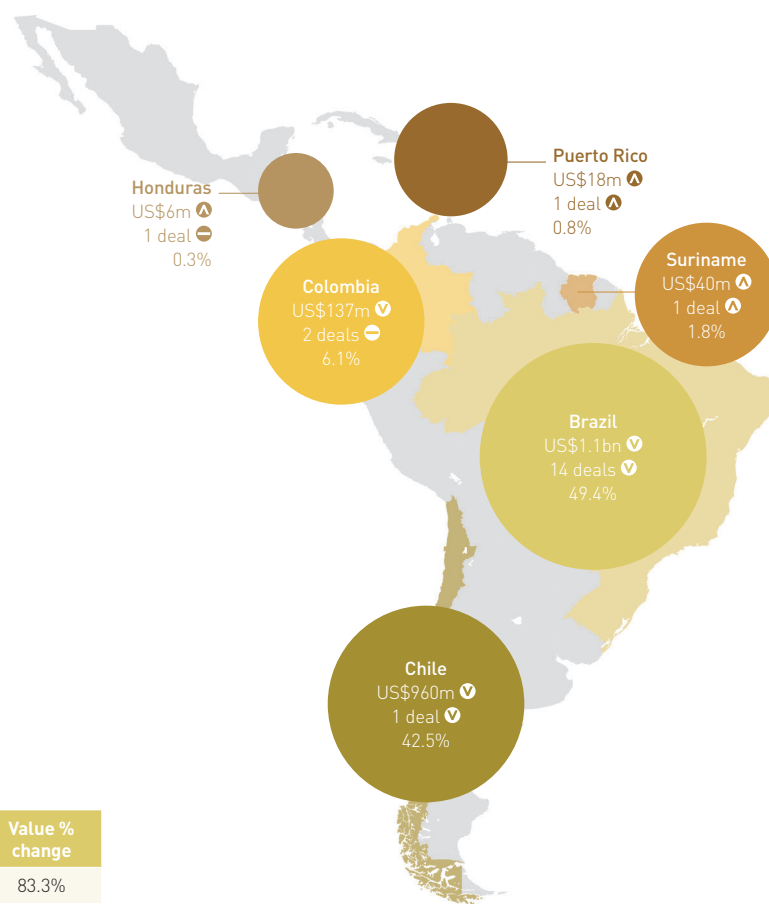 Puerto Rico
US$18m
1 deal
0.8%
Honduras
US$6m
1 deal
0.3%
Suriname
US$40m
1 deal
1.8%
Colombia
US$137m
2 deals
6.1%
Brazil
US$1.1bn
14 deals
49.4%
Chile
US$960m
1 deal
42.5%
Value %
change
83.3%